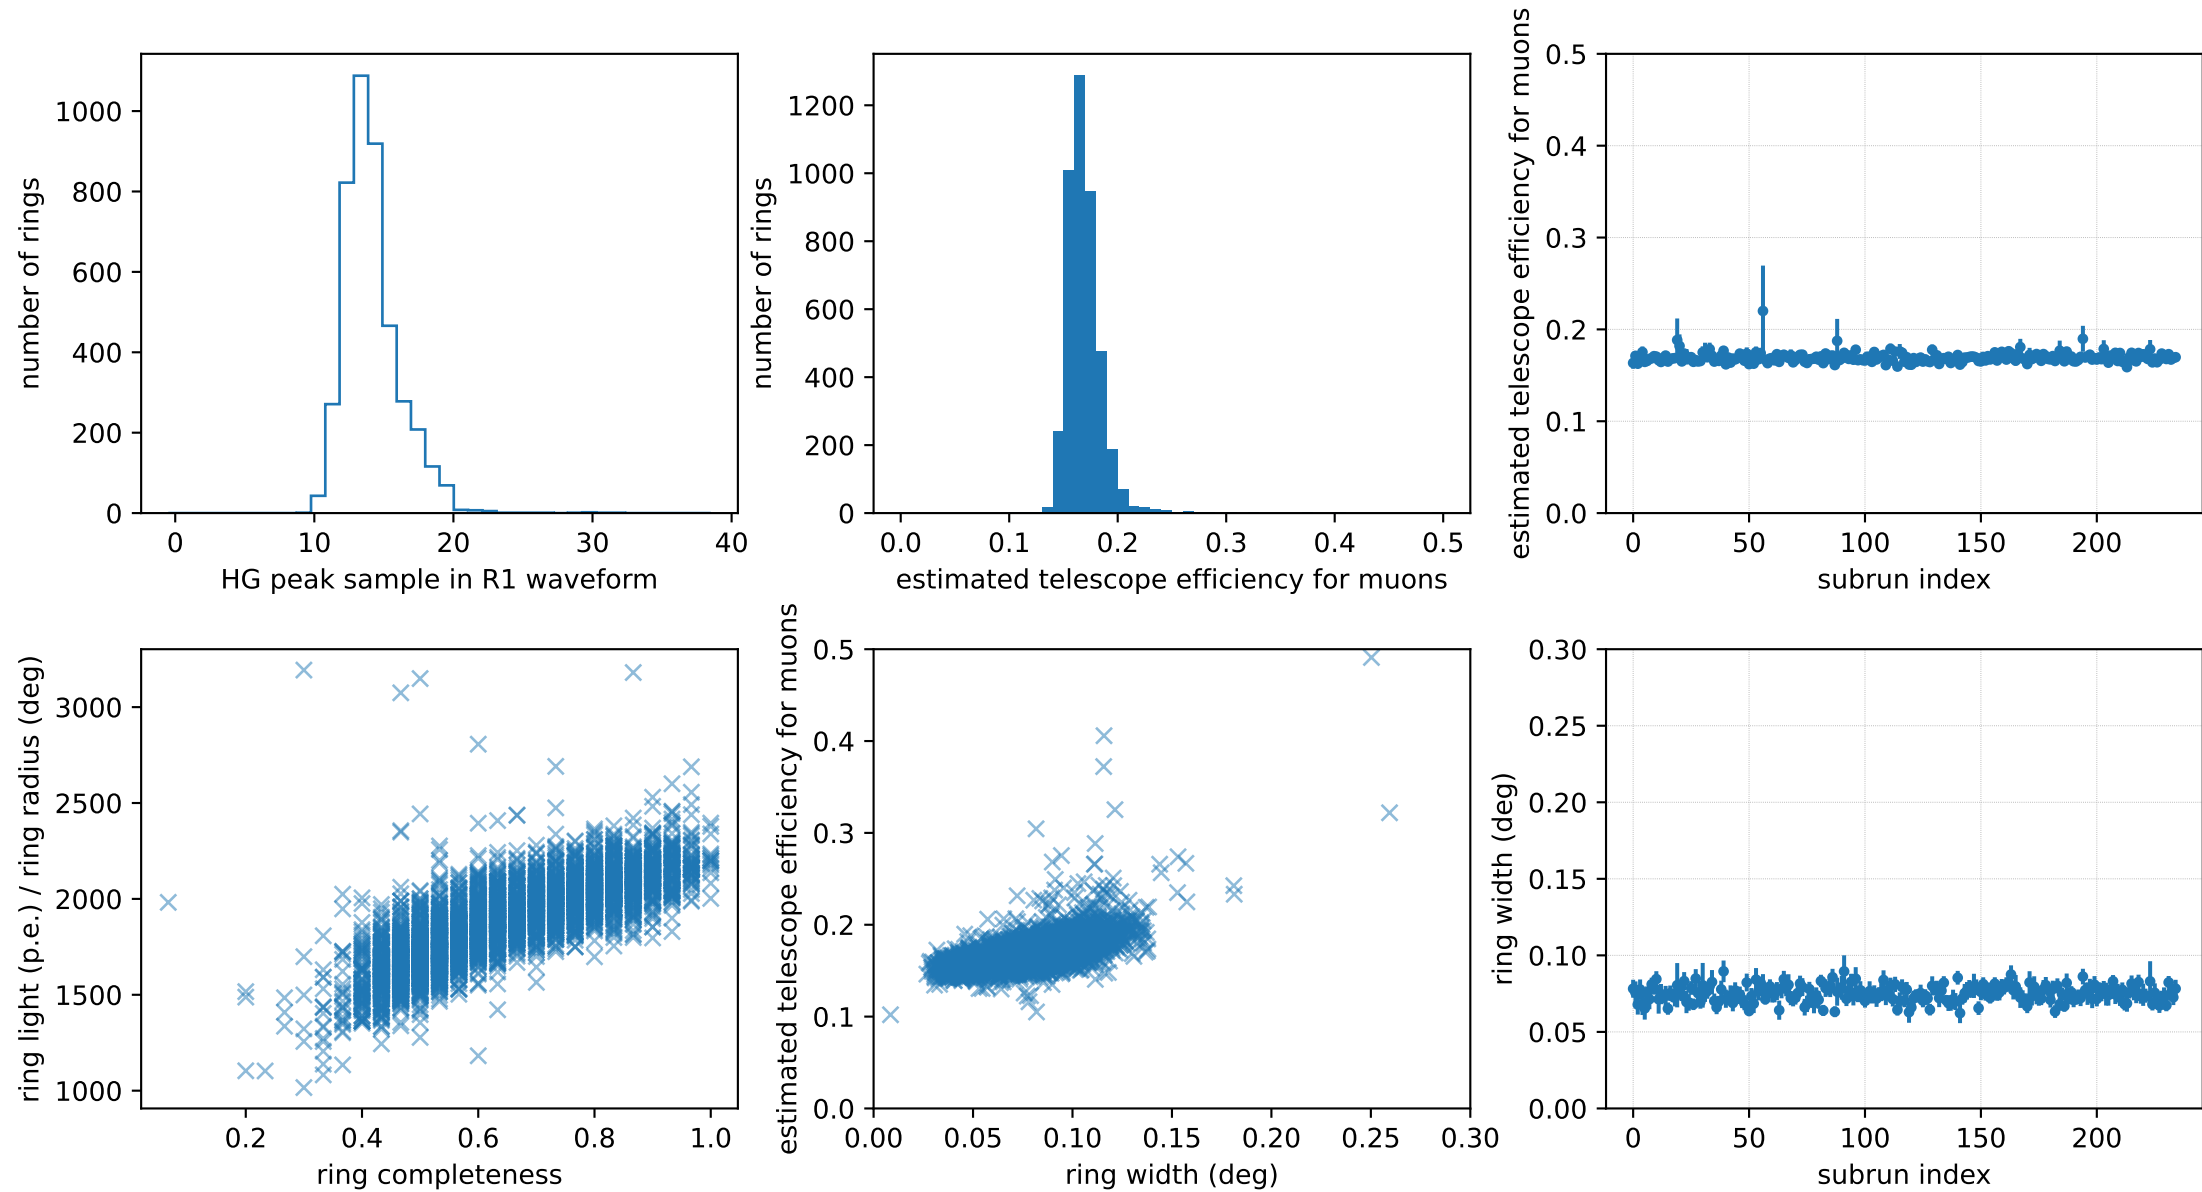 number of rings
1000
800
600
400
200
0
0 10 20 30 40
HG peak sample in R1 waveform
number of rings
1200
1000
800
600
400
200
0
0.0 0.1 0.2 0.3 0.4 0.5
estimated telescope efficiency for muons
estimated telescope efficiency for muons
0.5
0.4
0.3
0.2
0.1
0.0
0 50 100 150 200
subrun index
ring light (p.e.) / ring radius (deg)
3000
2500
2000
1500
1000
0.2 0.4 0.6 0.8 1.0
ring completeness
estimated telescope efficiency for muons
0.5
0.4
0.3
0.2
0.1
0.0
0.00 0.05 0.10 0.15 0.20 0.25 0.30
ring width (deg)
ring width (deg)
0.30
0.25
0.20
0.15
0.10
0.05
0.00
0 50 100 150 200
subrun index